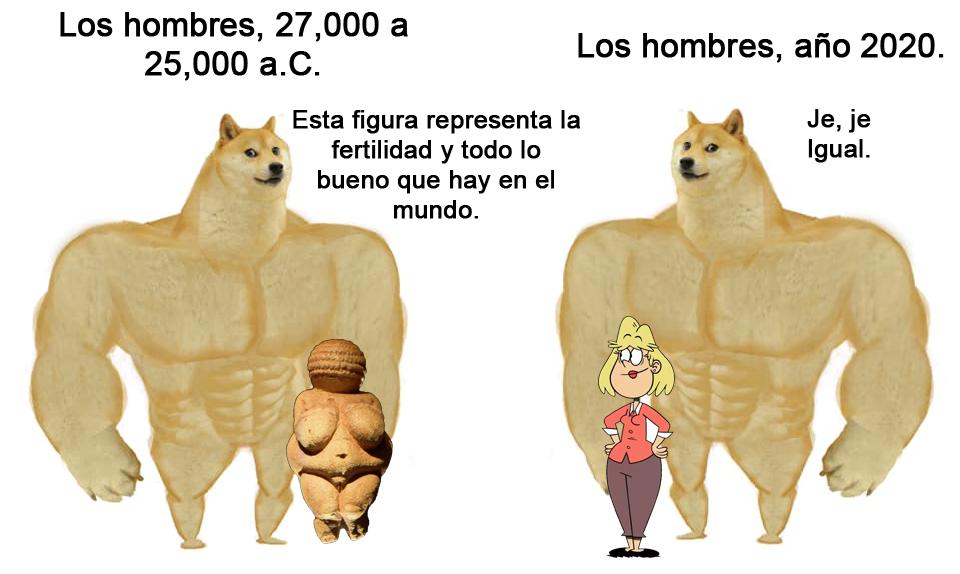 Los hombres, 27,000 a
25,000 a.C.
Esta figura representa la
fertilidad y todo lo
bueno que hay en el
mundo.
Los hombres, año 2020.
Je, je
Igual.